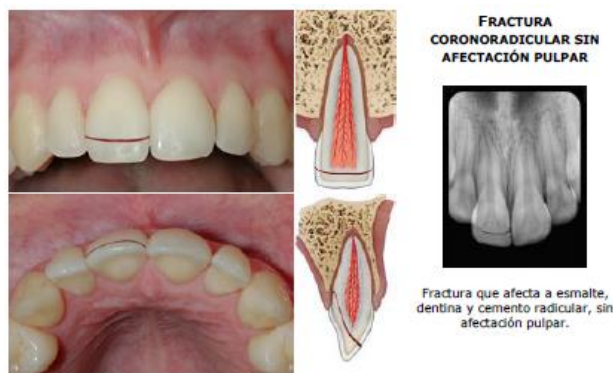 FRACTURA
CORONORADICULAR SIN
AFECTACIÓN PULPAR
Fractura que afecta a esmalte,
dentina y cemento radicular, sin
afectación pulpar.